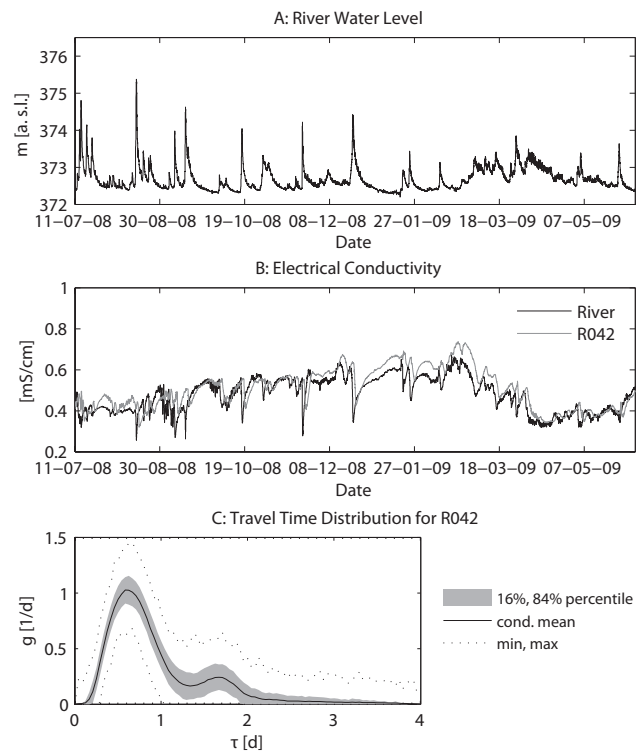 A: River Water Level
376
375
374
373
372
m [a. s.l.]
11–07–08 30–08–08 19–10–08 08–12–08 27–01–09 18–03–09 07–05–09
Date
B: Electrical Conductivity
1
0.8
0.6
0.4
0.2
[mS/cm]
River
R042
11–07–08 30–08–08 19–10–08 08–12–08 27–01–09 18–03–09 07–05–09
Date
C: Travel Time Distribution for R042
1.5
1
0.5
0
g [1/d]
16%, 84% percentile
cond. mean
min, max
0 1 2 3 4
τ [d]